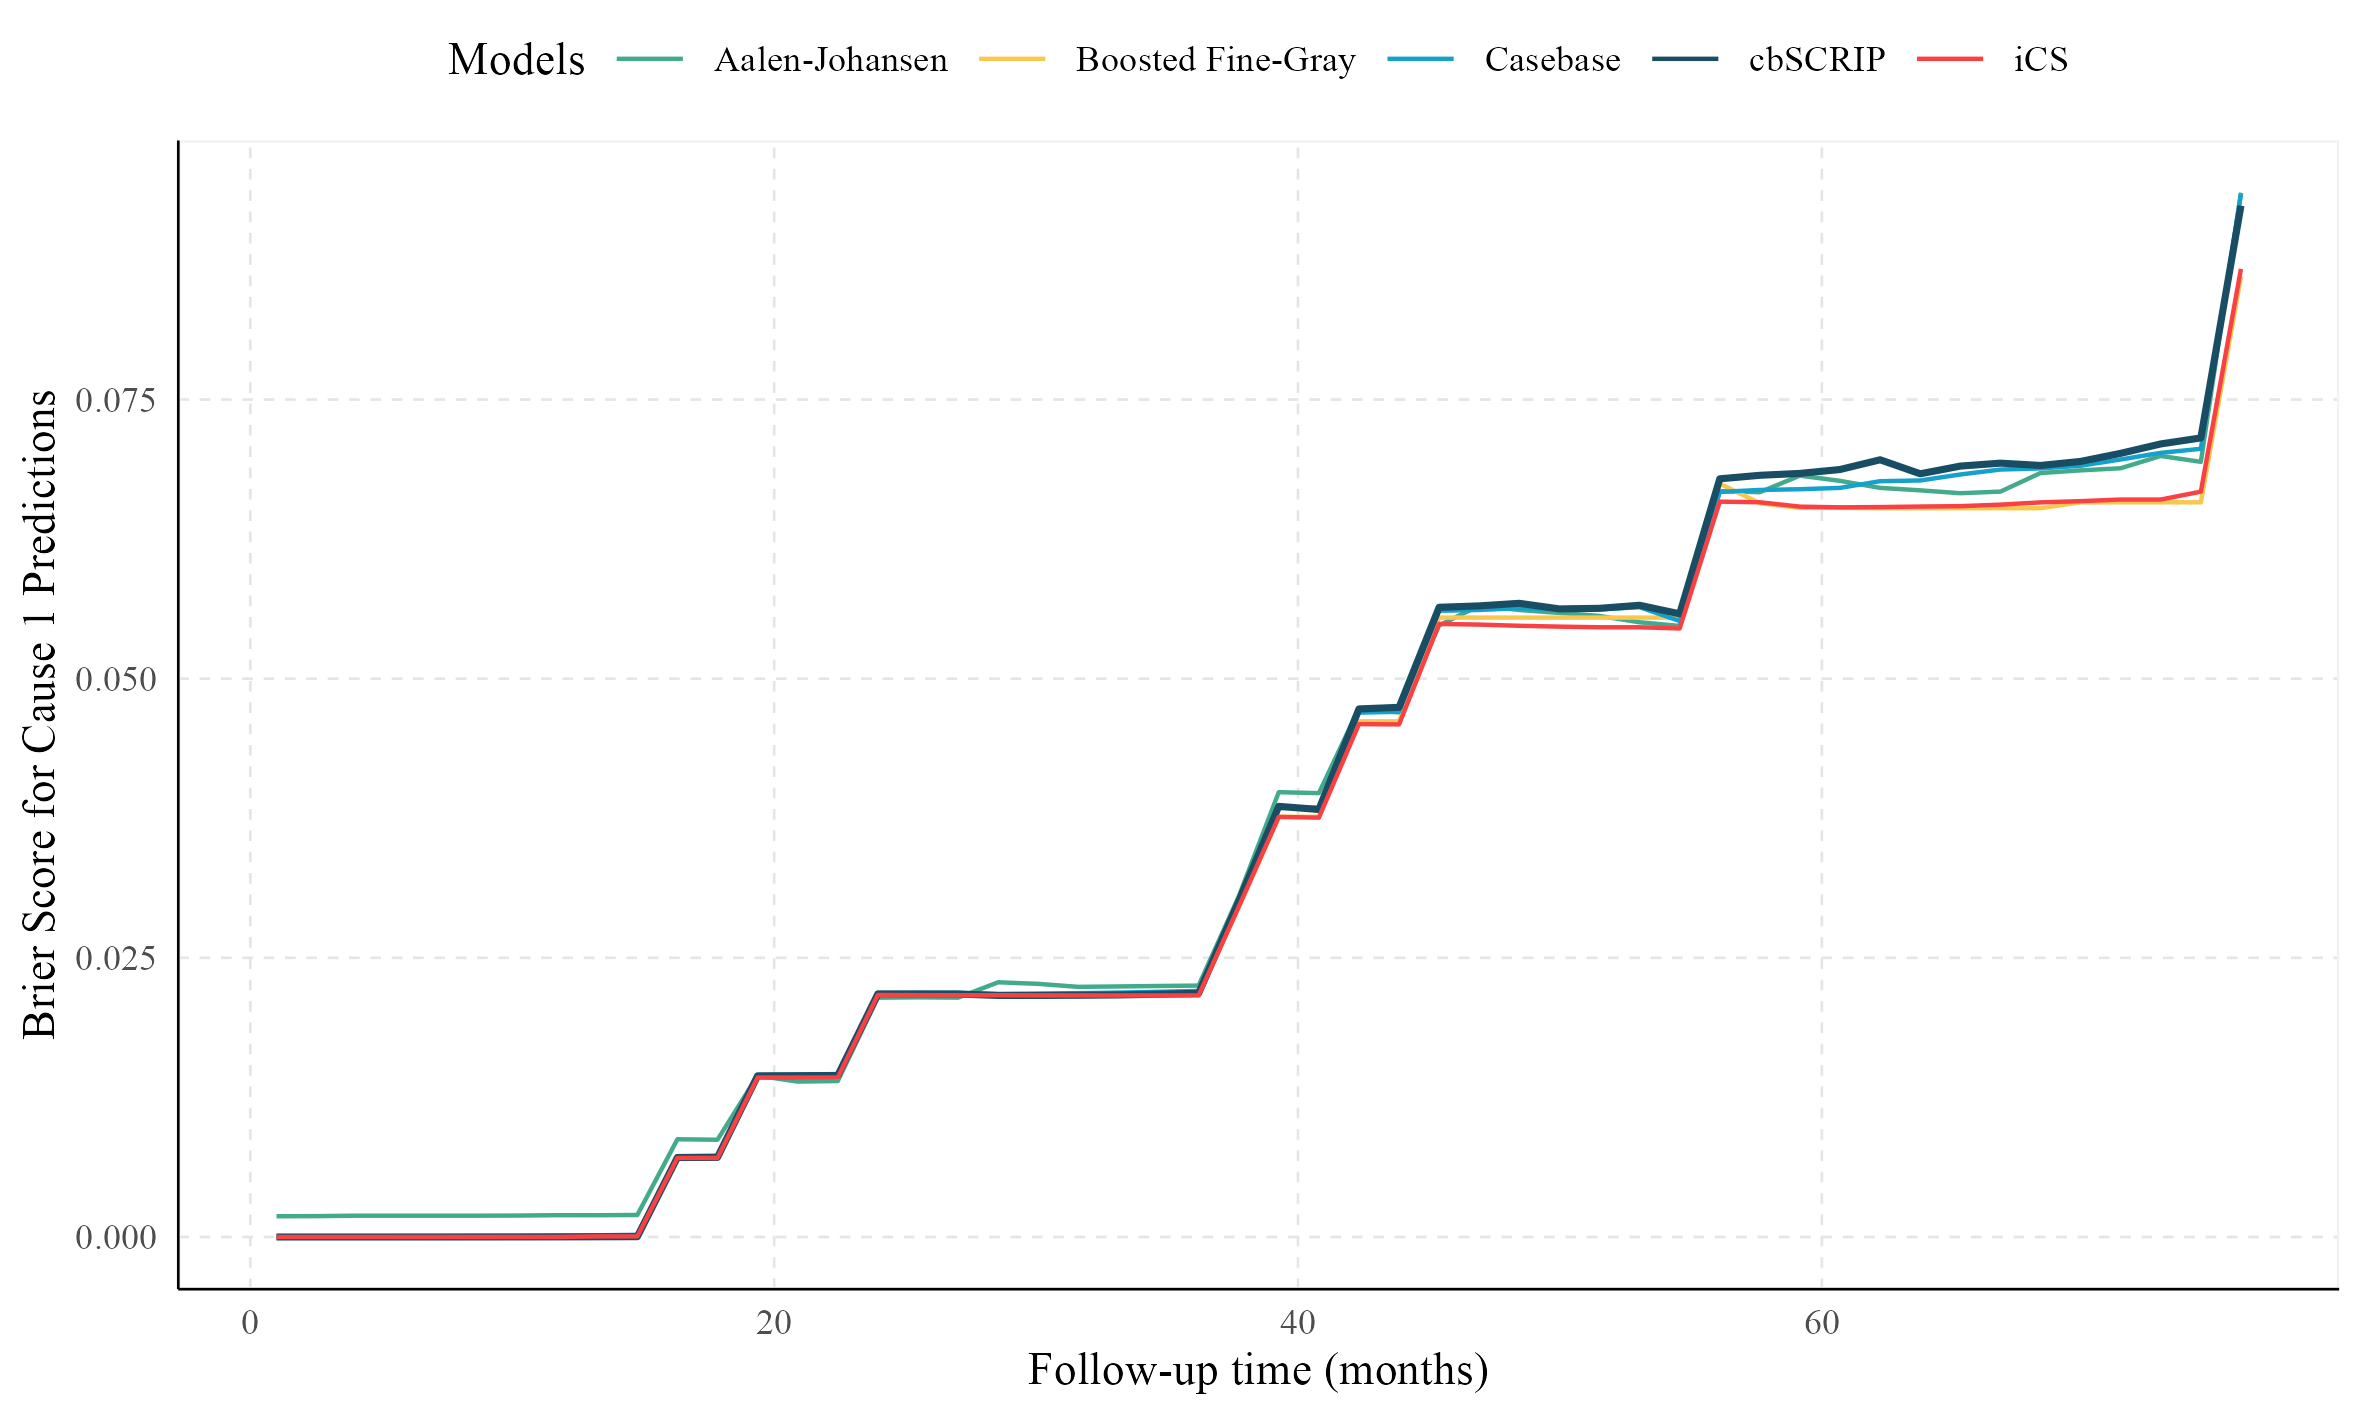 Models Aalen-Johansen Boosted Fine-Gray Casebase cbSCRIP iCS
Brier Score for Cause 1 Predictions
0.075
0.050
0.025
0.000
0 20 40 60
Follow-up time (months)